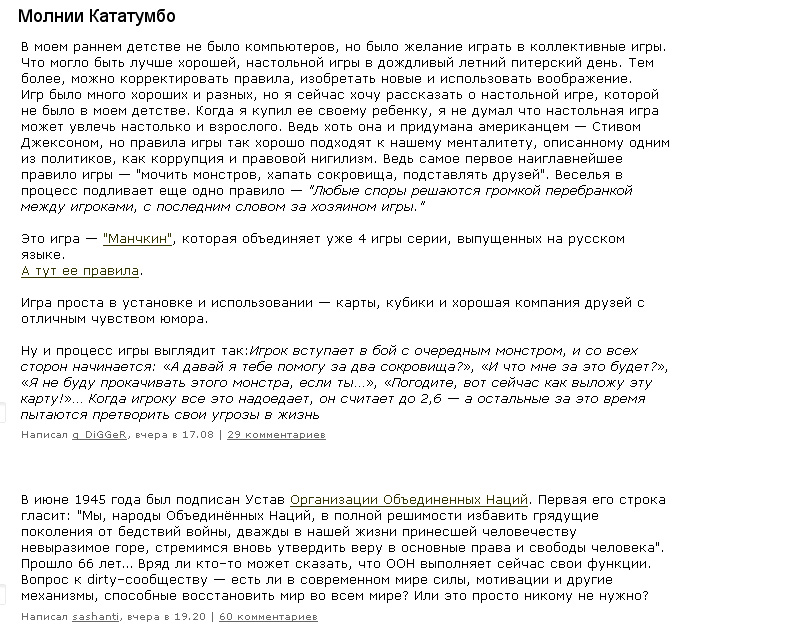 Молнии Кататумбо
В моем раннем детстве не было компьютеров, но было желание играть в коллективные игры.
Что могло быть лучше хорошей, настольной игры в дождливый летний питерский день. Тем
более, можно корректировать правила, изобретать новые и использовать воображение.
Игр было много хороших и разных, но я сейчас хочу рассказать о настольной игре, которой
не было в моем детстве. Когда я купил ее своему ребенку, я не думал что настольная игра
может увлечь настолько и взрослого. Ведь хоть она и придумана американцем — Стивом
Джексоном, но правила игры так хорошо подходят к нашему менталитету, описанному одним
из политиков, как коррупция и правовой нигилизм. Ведь самое первое наиглавнейшее
правило игры — "мочить монстров, хапать сокровища, подставлять друзей". Веселья в
процесс подливает еще одно правило — "Любые споры решаются громкой перебранкой
между игроками, с последним словом за хозяином игры."
Это игра — "Манчкин", которая объединяет уже 4 игры серии, выпущенных на русском
языке.
А тут ее правила.
Игра проста в установке и использовании — карты, кубики и хорошая компания друзей с
отличным чувством юмора.
Ну и процесс игры выглядит так:Игрок вступает в бой с очередным монстром, и со всех
сторон начинается: «А давай я тебе помогу за два сокровища?», «И что мне за это будет?»,
«Я не буду прокачивать этого монстра, если ты...», «Погодите, вот сейчас как выложу эту
карту!»... Когда игроку все это надоедает, он считает до 2,6 — а остальные за это время
пытаются претворить свои угрозы в жизнь
Написал g_DiGGeR, вчера в 17.08 | 29 комментариев
В июне 1945 года был подписан Устав Организации Объединенных Наций. Первая его строка
гласит: "Мы, народы Объединённых Наций, в полной решимости избавить грядущие
поколения от бедствий войны, дважды в нашей жизни принесшей человечеству
невыразимое горе, стремимся вновь утвердить веру в основные права и свободы человека".
Прошло 66 лет... Вряд ли кто-то может сказать, что ООН выполняет сейчас свои функции.
Вопрос к dirty-сообществу — есть ли в современном мире силы, мотивации и другие
механизмы, способные восстановить мир во всем мире? Или это просто никому не нужно?
Написал sashanti, вчера в 19.20 | 60 комментариев